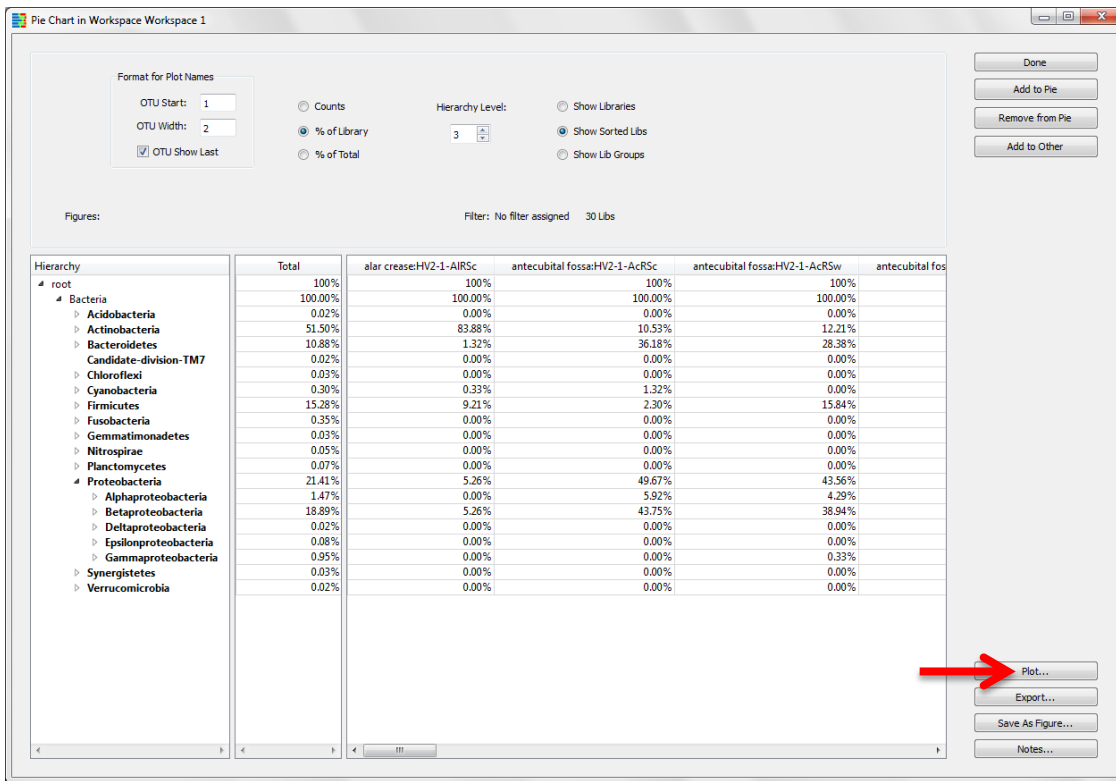 Pie Chart in Workspace Workspace 1
Format for Plot Names
OTU Start: 1
OTU Width: 2
OTU Show Last
Counts
% of Library
% of Total
Hierarchy Level:
3
Show Libraries
Show Sorted Libs
Show Lib Groups
Done
Add to Pie
Remove from Pie
Add to Other
Figures: Filter: No filter assigned 30 Libs
Hierarchy Total alar crease:HV2-1-AlRSc antecubital fossa:HV2-1-AcRSc antecubital fossa:HV2-1-AcRSw antecubital fos
root 100% 100% 100% 100%
Bacteria 100.00% 100.00% 100.00% 100.00%
Acidobacteria 0.02% 0.00% 0.00% 0.00%
Actinobacteria 51.50% 83.88% 10.53% 12.21%
Bacteroidetes 10.88% 1.32% 36.18% 28.38%
Candidate-division-TM7 0.02% 0.00% 0.00% 0.00%
Chloroflexi 0.03% 0.00% 0.00% 0.00%
Cyanobacteria 0.30% 0.33% 1.32% 0.00%
Firmicutes 15.28% 9.21% 2.30% 15.84%
Fusobacteria 0.35% 0.00% 0.00% 0.00%
Gemmatimonadetes 0.03% 0.00% 0.00% 0.00%
Nitrospirae 0.05% 0.00% 0.00% 0.00%
Planctomycetes 0.07% 0.00% 0.00% 0.00%
Proteobacteria 21.41% 5.26% 49.67% 43.56%
Alphaproteobacteria 1.47% 0.00% 5.92% 4.29%
Betaproteobacteria 18.89% 5.26% 43.75% 38.94%
Deltaproteobacteria 0.02% 0.00% 0.00% 0.00%
Epsilonproteobacteria 0.08% 0.00% 0.00% 0.00%
Gammaproteobacteria 0.95% 0.00% 0.00% 0.33%
Synergistetes 0.03% 0.00% 0.00% 0.00%
Verrucomicrobia 0.02% 0.00% 0.00% 0.00%
Plot...
Export...
Save As Figure...
Notes...